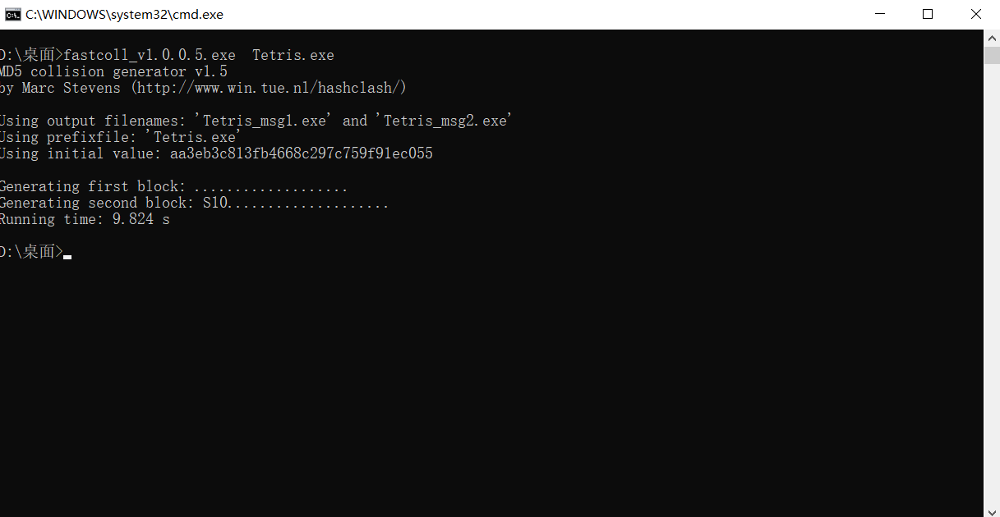 C:\WINDOWS\system32\cmd.exe
D:\桌面>fastcoll_v1.0.0.5.exe  Tetris.exe
MD5 collision generator v1.5
by Marc Stevens (http://www.win.tue.nl/hashclash/)
Using output filenames: 'Tetris_msg1.exe' and 'Tetris_msg2.exe'
Using prefixfile: 'Tetris.exe'
Using initial value: aa3eb3c813fb4668c297c759f91ec055
Generating first block: ...................
Generating second block: S10....................
Running time: 9.824 s
D:\桌面>